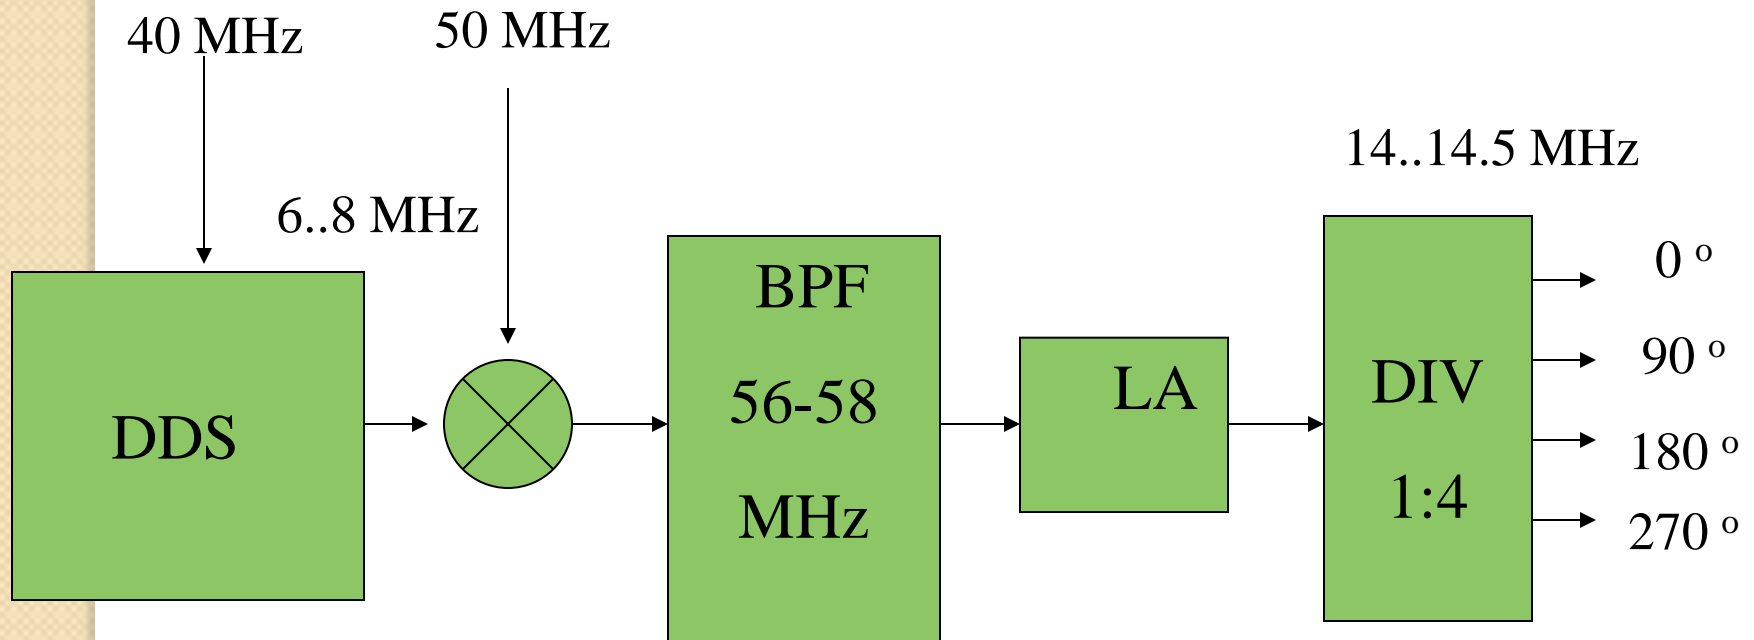 40 MHz
50 MHz
14..14.5 MHz
6..8 MHz
DDS
BPF
56-58
MHz
LA
DIV
1:4
0 º
90 º
180 º
270 º